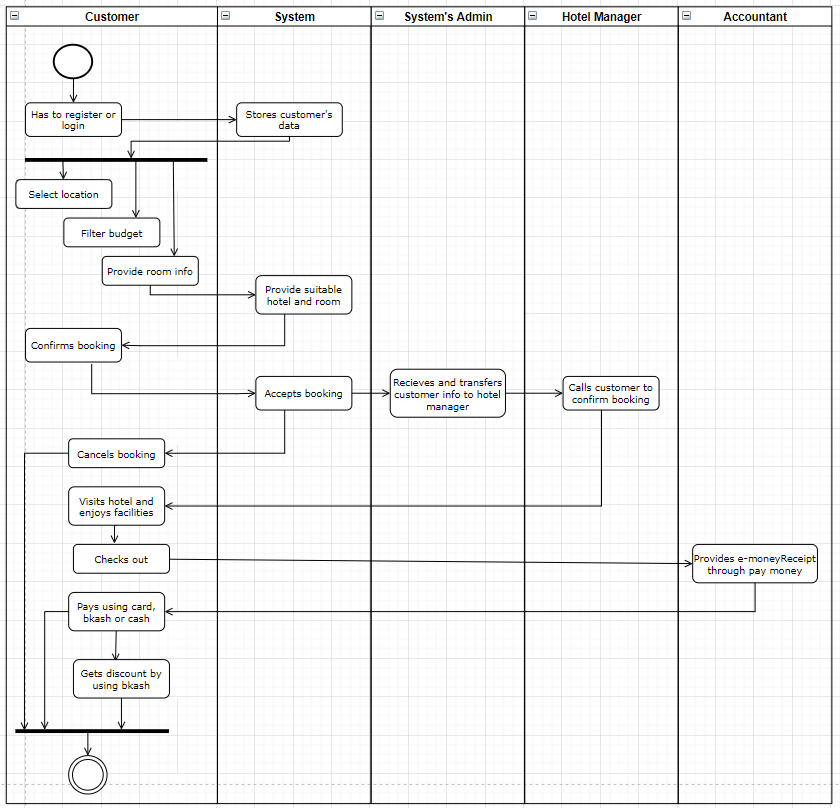 Customer
System
System's Admin
Hotel Manager
Accountant
Has to register or
login
Stores customer's
data
Select location
Filter budget
Provide room info
Provide suitable
hotel and room
Confirms booking
Accepts booking
Recieves and transfers
customer info to hotel
manager
Calls customer to
confirm booking
Cancels booking
Visits hotel and
enjoys facilities
Checks out
Provides e-moneyReceipt
through pay money
Pays using card,
bkash or cash
Gets discount by
using bkash